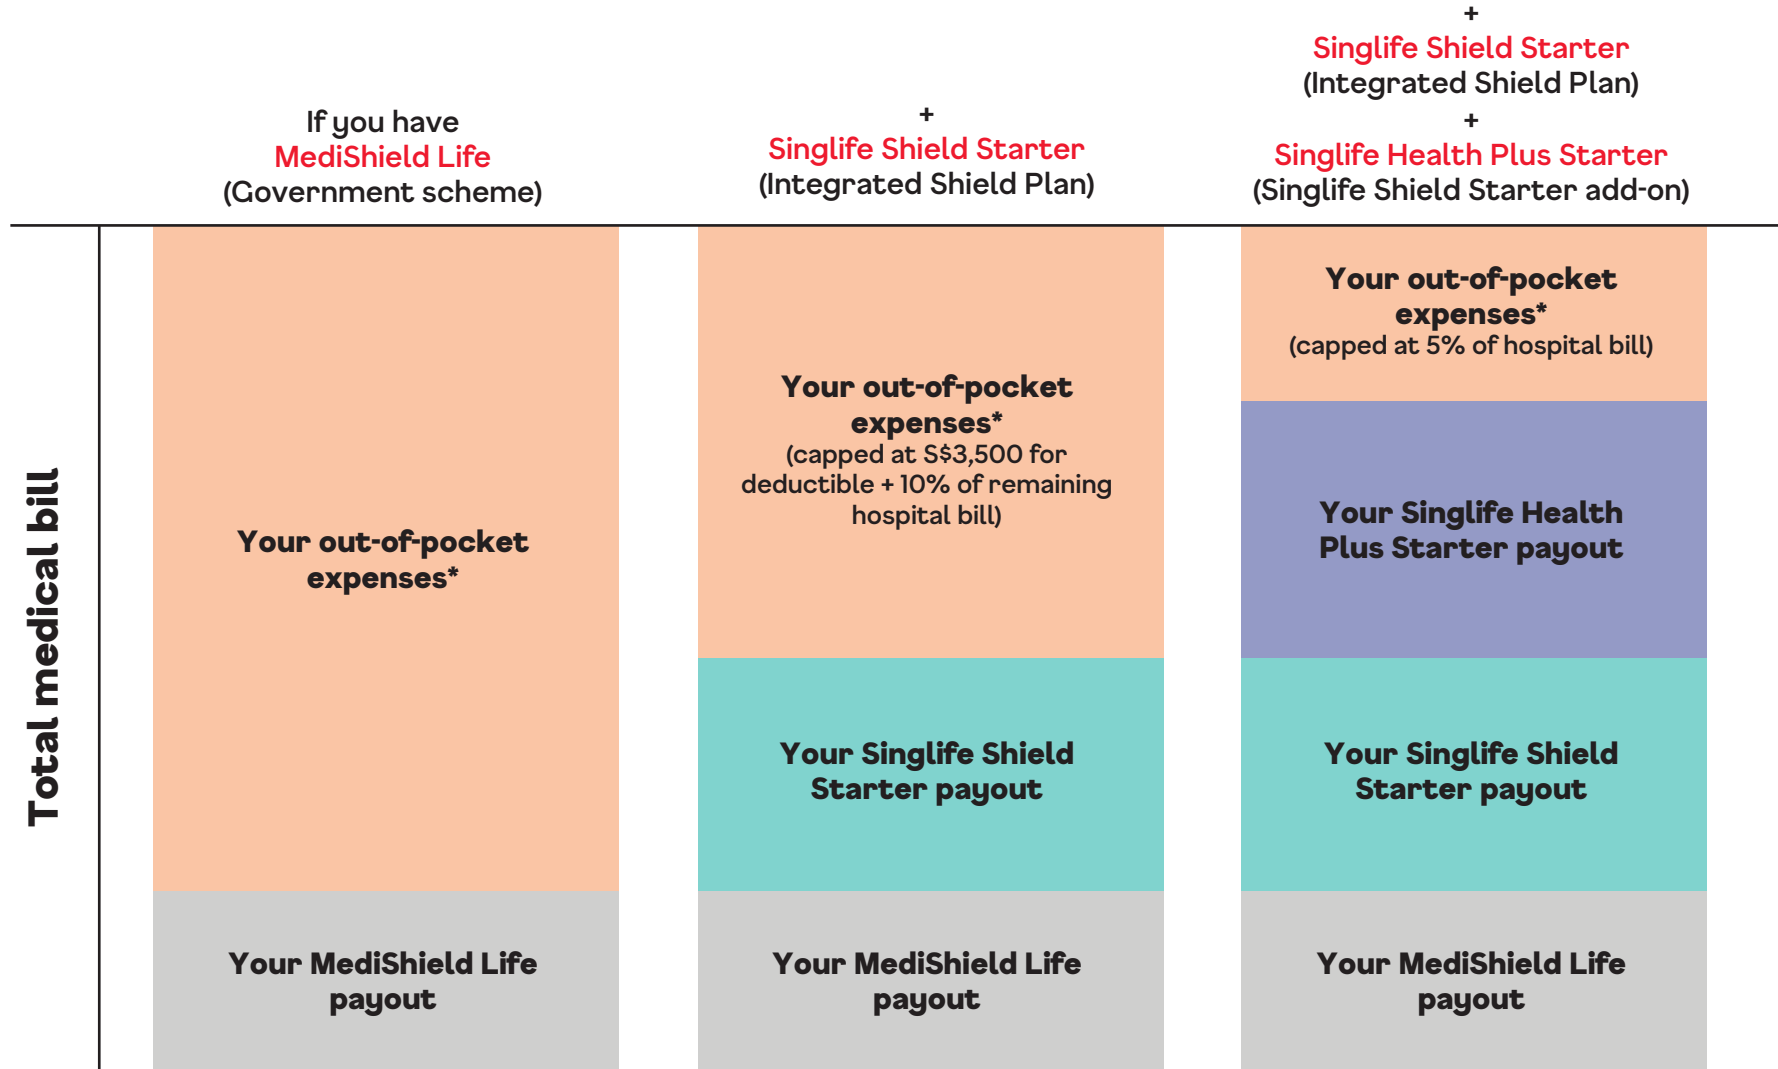 If you have
MediShield Life
(Government scheme)
+
Singlife Shield Starter
(Integrated Shield Plan)
+
Singlife Shield Starter
(Integrated Shield Plan)
+
Singlife Health Plus Starter
(Singlife Shield Starter add-on)
Total medical bill
Your out-of-pocket
expenses*
Your MediShield Life
payout
Your out-of-pocket
expenses*
(capped at S$3,500 for
deductible + 10% of remaining
hospital bill)
Your Singlife Shield
Starter payout
Your MediShield Life
payout
Your out-of-pocket
expenses*
(capped at 5% of hospital bill)
Your Singlife Health
Plus Starter payout
Your Singlife Shield
Starter payout
Your MediShield Life
payout